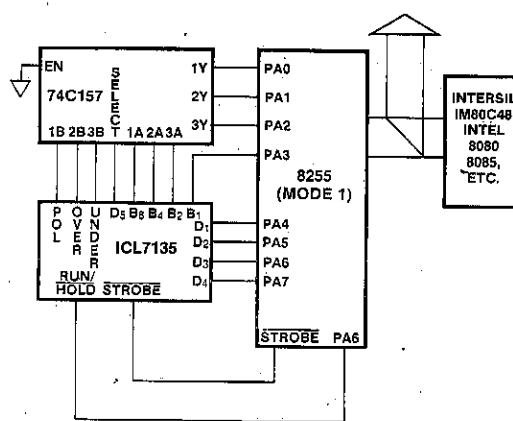 EN
SELECT
1Y
74C157
2Y
3Y
1B 2B 3B 1A 2A 3A
PA0
PA1
PA2
PA3
8255
(MODE 1)
PA4
PA5
PA6
PA7
STROBE PA6
INTERSIL
IM80C48
INTEL
8080
8085,
ETC.
POL
OVER
UNDER
D5 B8 B4 B2 B1
D1
ICL7135
D2
D3
D4
RUN/
HOLD STROBE